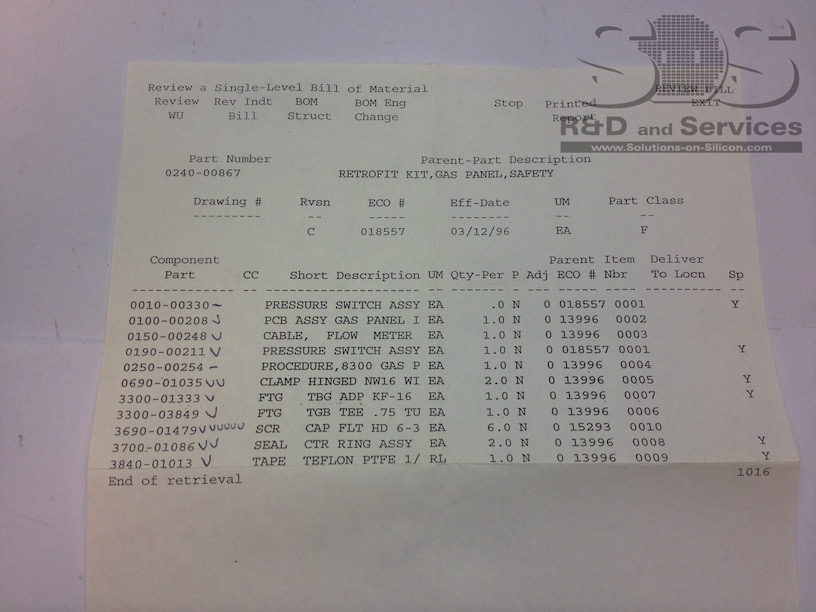 SOS
R&D AND Services
www.Solutions-on-Silicon.com
Review a Single-Level Bill of Material REVIEW BILL
Review Rev Indt BOM BOM Eng Stop Printed EXIT
WU Bill Struct Change Report
Part Number Parent-Part Description
0240-00867 RETROFIT KIT,GAS PANEL,SAFETY
Drawing # Rvsn ECO # Eff-Date UM Part Class
--------- -- ----- -------- -- --
C 018557 03/12/96 EA F
Component Parent Item Deliver
Part CC Short Description UM Qty-Per P Adj ECO # Nbr To Locn Sp
0010-00330 – PRESSURE SWITCH ASSY EA .0 N 0 018557 0001 Y
0100-00208 ✓ PCB ASSY GAS PANEL I EA 1.0 N 0 13996 0002
0150-00248 ✓ CABLE, FLOW METER EA 1.0 N 0 13996 0003
0190-00211 ✓ PRESSURE SWITCH ASSY EA 1.0 N 0 018557 0001 Y
0250-00254 – PROCEDURE,8300 GAS P EA 1.0 N 0 13996 0004
0690-01035 ✓✓ CLAMP HINGED NW16 WI EA 2.0 N 0 13996 0005 Y
3300-01333 ✓ FTG TBG ADP KF-16 EA 1.0 N 0 13996 0007 Y
3300-03849 ✓ FTG TGB TEE .75 TU EA 1.0 N 0 13996 0006
3690-01479 ✓✓✓✓✓✓ SCR CAP FLT HD 6-3 EA 6.0 N 0 15293 0010
3700-01086 ✓✓ SEAL CTR RING ASSY EA 2.0 N 0 13996 0008 Y
3840-01013 ✓ TAPE TEFLON PTFE 1/ RL 1.0 N 0 13996 0009 Y
End of retrieval 1016